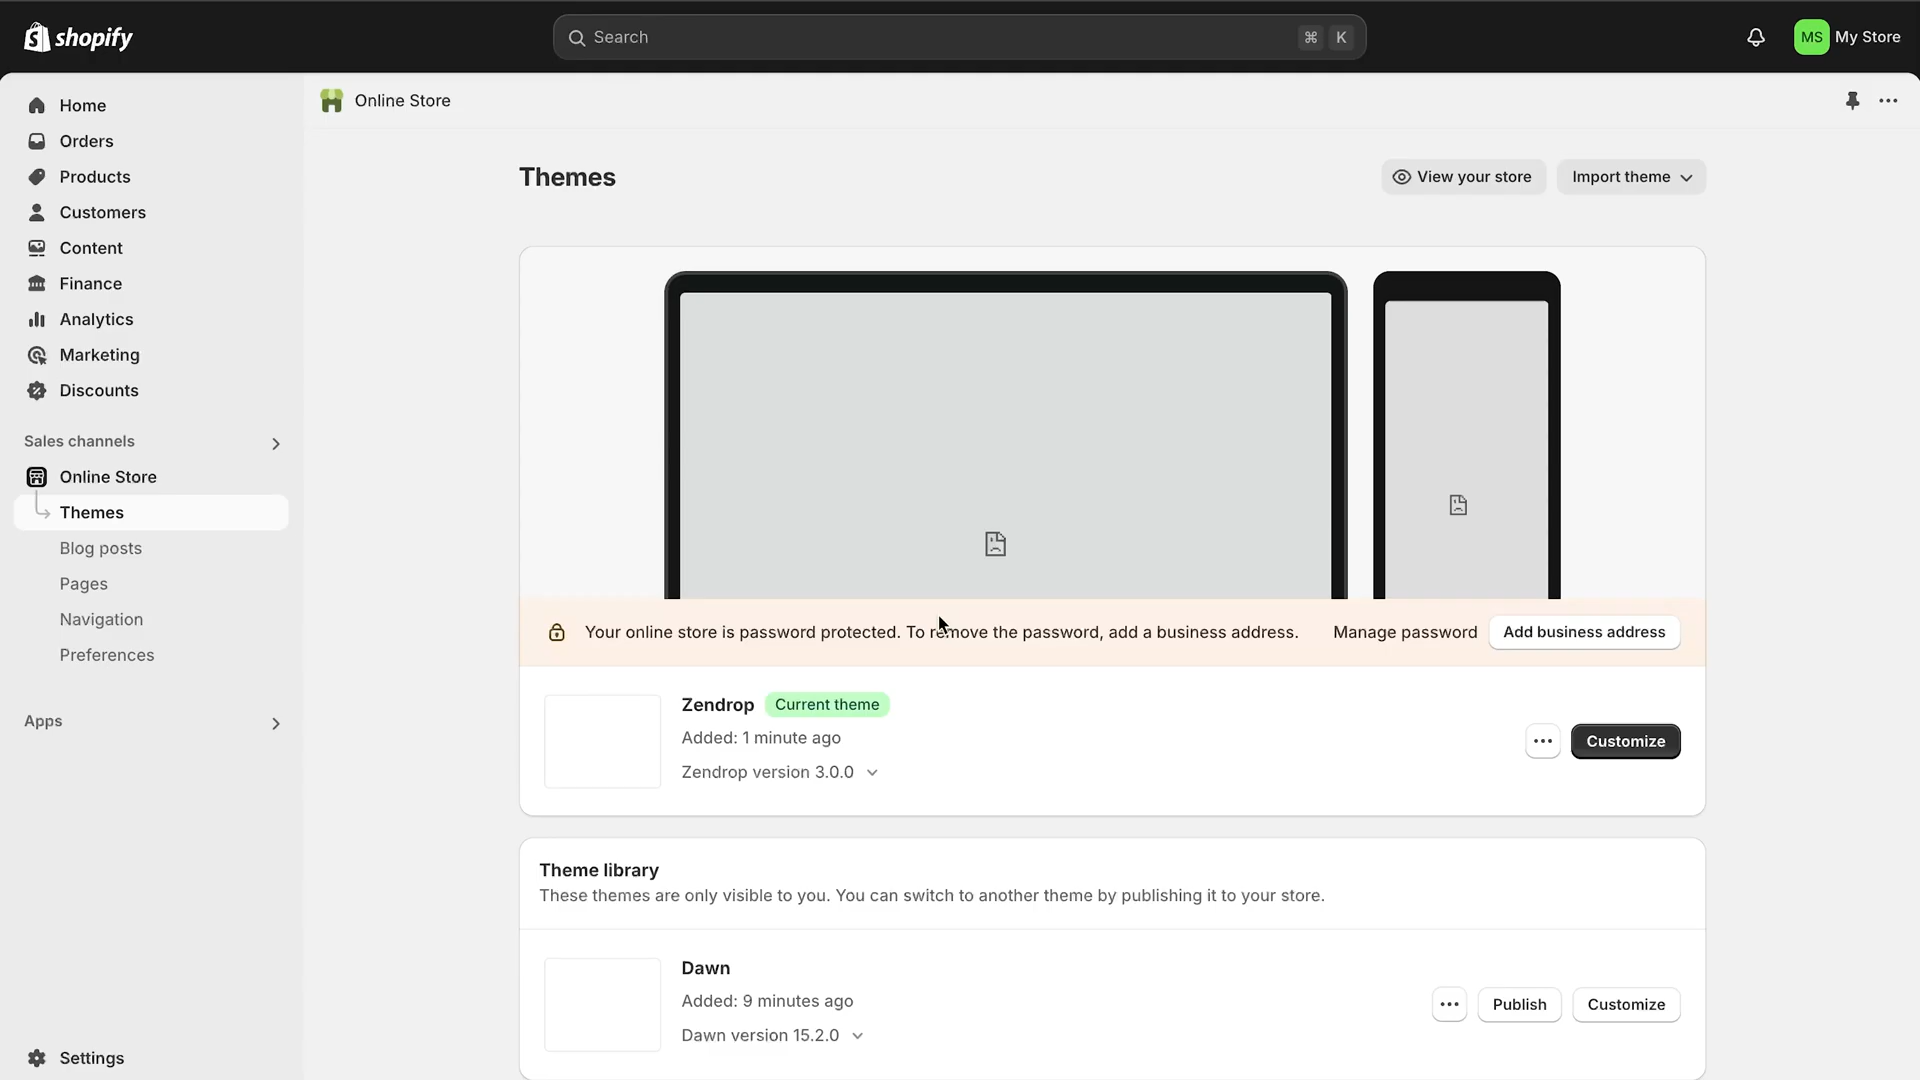 shopify
Search
⌘ K
MS My Store
Home
Orders
Products
Customers
Content
Finance
Analytics
Marketing
Discounts
Sales channels
Online Store
Themes
Blog posts
Pages
Navigation
Preferences
Apps
Settings
Online Store
Themes
View your store
Import theme
Your online store is password protected. To remove the password, add a business address.
Manage password
Add business address
Zendrop Current theme
Added: 1 minute ago
Zendrop version 3.0.0
Customize
Theme library
These themes are only visible to you. You can switch to another theme by publishing it to your store.
Dawn
Added: 9 minutes ago
Dawn version 15.2.0
Publish
Customize